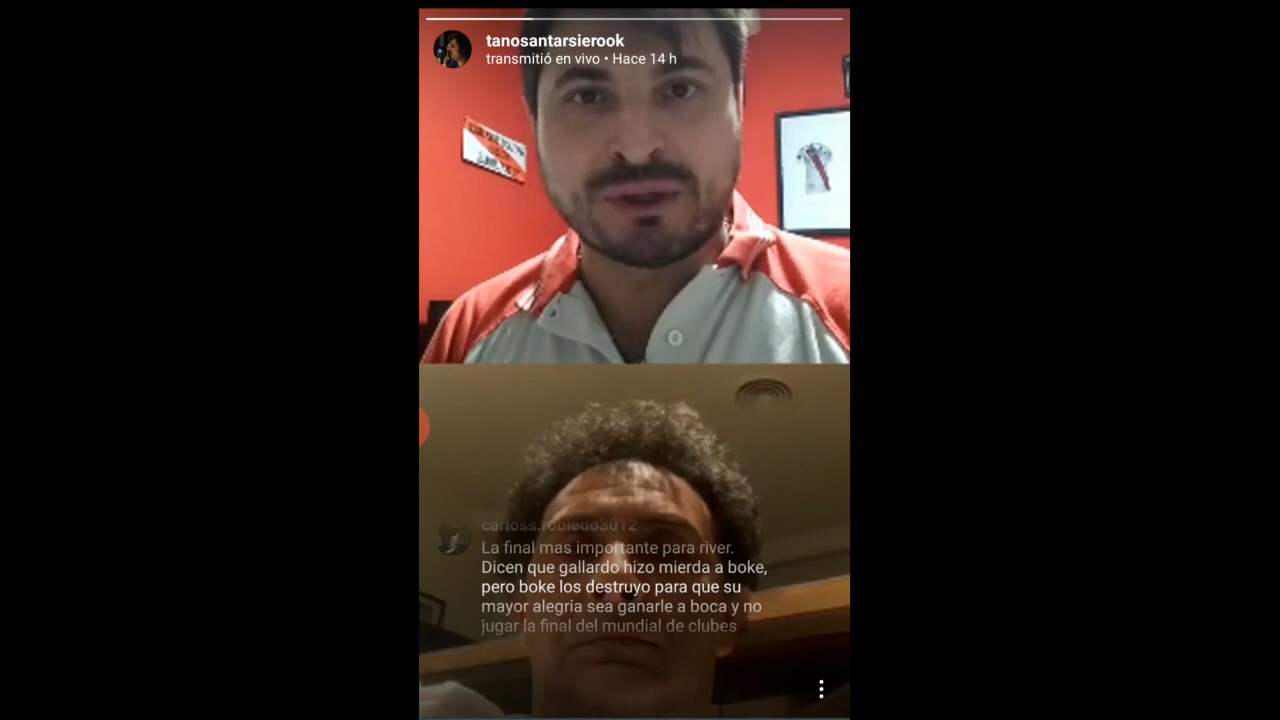 tanosantarsierook
transmitió en vivo • Hace 14 h
carloss.robledo3012
La final mas importante para river.
Dicen que gallardo hizo mierda a boke,
pero boke los destruyo para que su
mayor alegria sea ganarle a boca y no
jugar la final del mundial de clubes